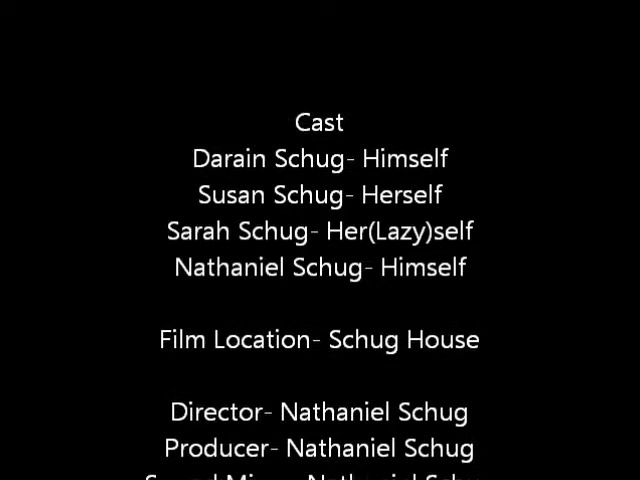 Cast
Darain Schug- Himself
Susan Schug- Herself
Sarah Schug- Her(Lazy)self
Nathaniel Schug- Himself
Film Location- Schug House
Director- Nathaniel Schug
Producer- Nathaniel Schug